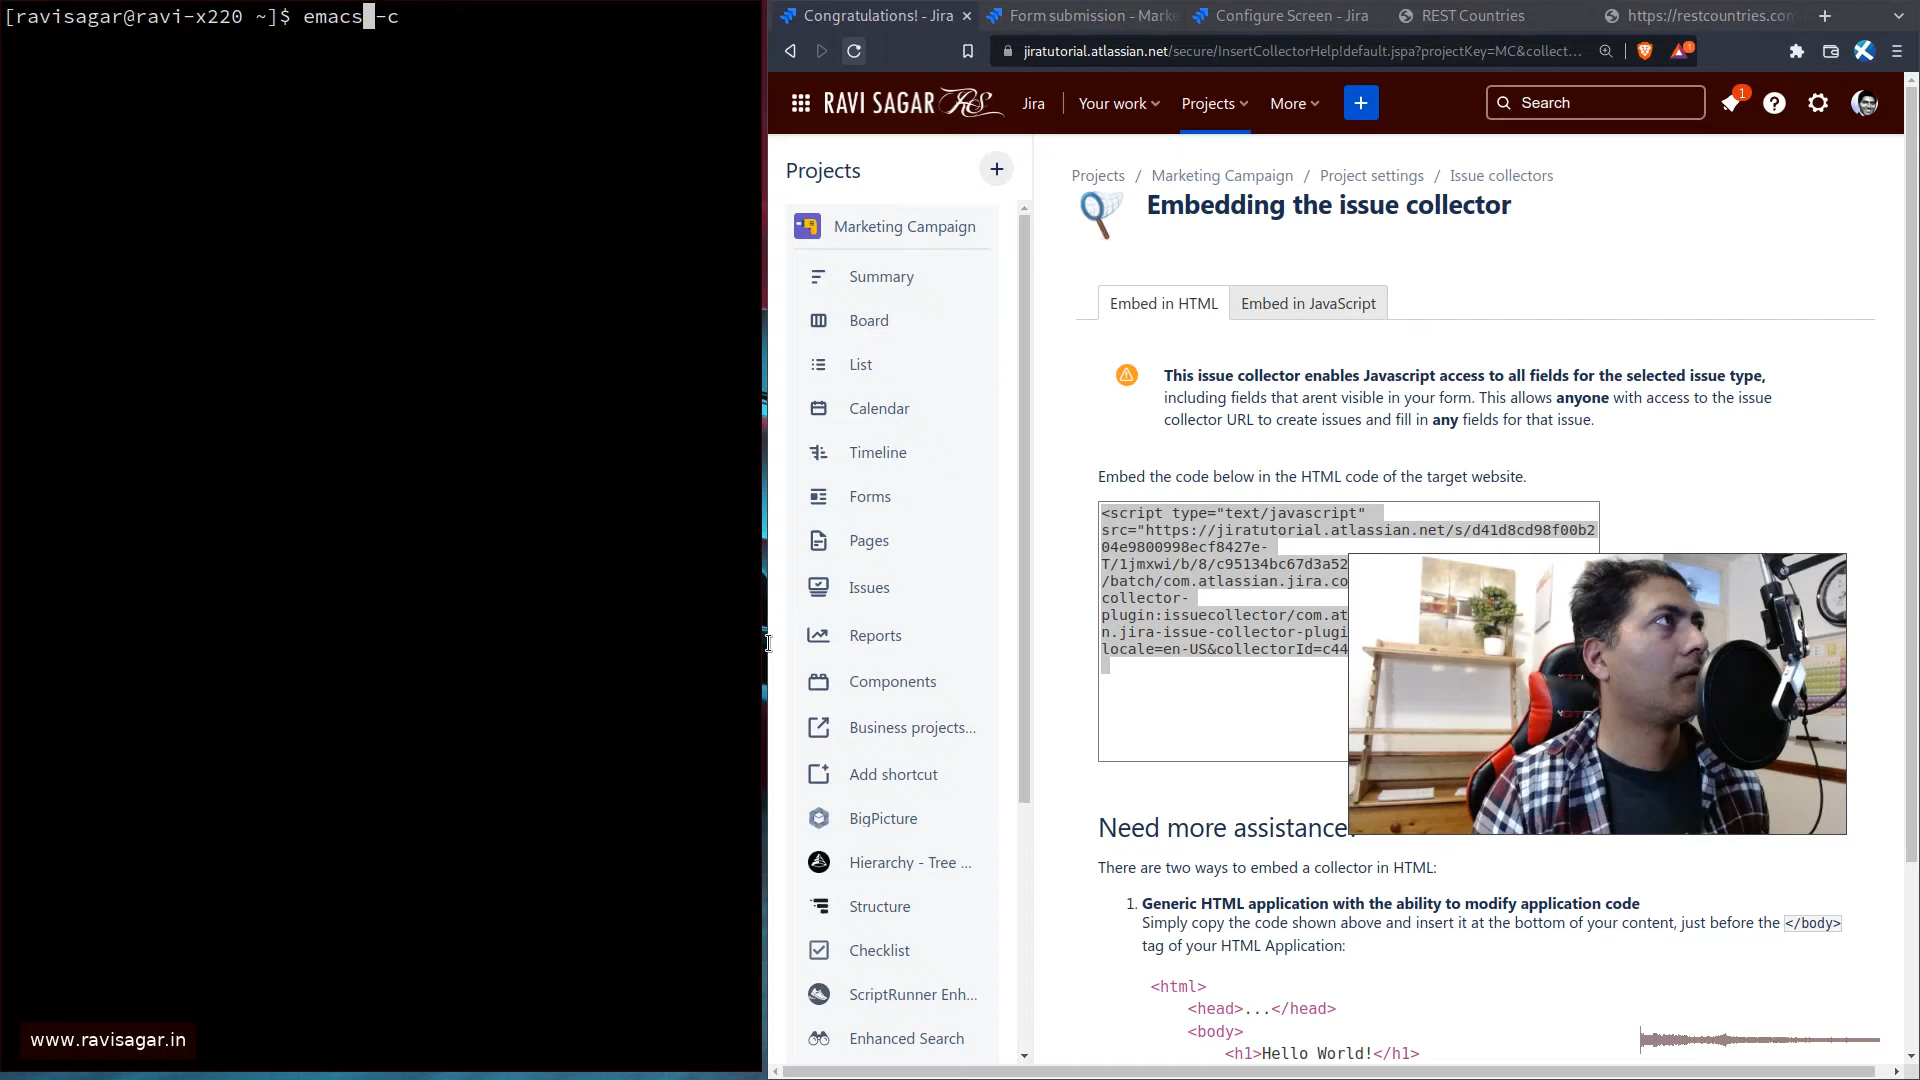 [ravisagar@ravi-x220 ~]$ emacs -c
www.ravisagar.in
Congratulations! - Jira
Form submission - Marke
Configure Screen - Jira
REST Countries
https://restcountries.com
jiratutorial.atlassian.net/secure/InsertCollectorHelp!default.jspa?projectKey=MC&collect...
1
RAVI SAGAR RS
Jira
Your work
Projects
More
Search
1
Projects
Marketing Campaign
Summary
Board
List
Calendar
Timeline
Forms
Pages
Issues
Reports
Components
Business projects...
Add shortcut
BigPicture
Hierarchy - Tree ...
Structure
Checklist
ScriptRunner Enh...
Enhanced Search
Projects / Marketing Campaign / Project settings / Issue collectors
Embedding the issue collector
Embed in HTML
Embed in JavaScript
This issue collector enables Javascript access to all fields for the selected issue type,
including fields that arent visible in your form. This allows anyone with access to the issue
collector URL to create issues and fill in any fields for that issue.
Embed the code below in the HTML code of the target website.
<script type="text/javascript"
src="https://jiratutorial.atlassian.net/s/d41d8cd98f00b2
04e9800998ecf8427e-
T/1jmxwi/b/8/c95134bc67d3a52
/batch/com.atlassian.jira.co
collector-
plugin:issuecollector/com.at
n.jira-issue-collector-plugi
locale=en-US&collectorId=c44
Need more assistance
There are two ways to embed a collector in HTML:
1. Generic HTML application with the ability to modify application code
Simply copy the code shown above and insert it at the bottom of your content, just before the </body>
tag of your HTML Application:
<html>
<head>...</head>
<body>
<h1>Hello World!</h1>